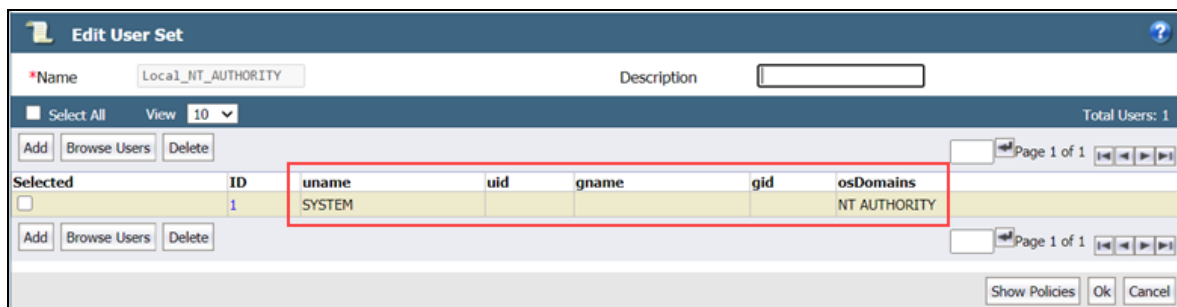 Edit User Set ?
*Name Local_NT_AUTHORITY Description
Select All View 10 Total Users: 1
Add Browse Users Delete Page 1 of 1
Selected ID uname uid gname gid osDomains
1 SYSTEM NT AUTHORITY
Add Browse Users Delete Page 1 of 1
Show Policies Ok Cancel